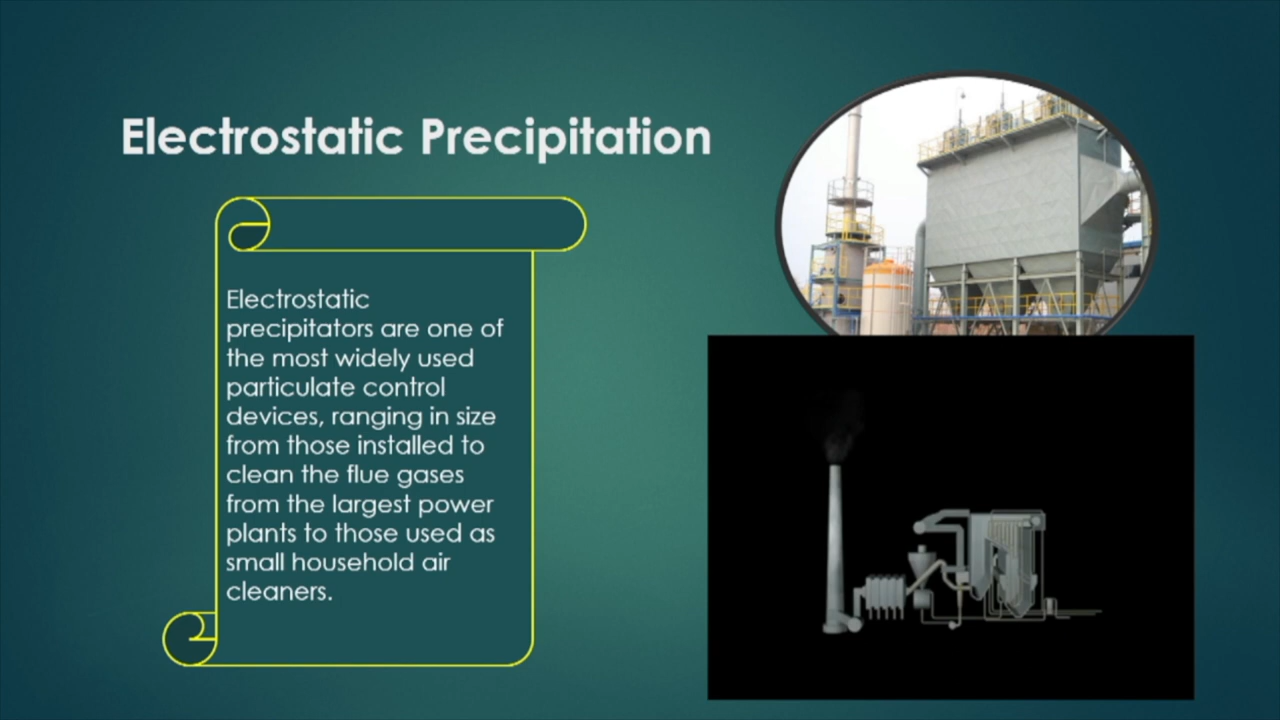 Electrostatic Precipitation
Electrostatic
precipitators are one of
the most widely used
particulate control
devices, ranging in size
from those installed to
clean the flue gases
from the largest power
plants to those used as
small household air
cleaners.